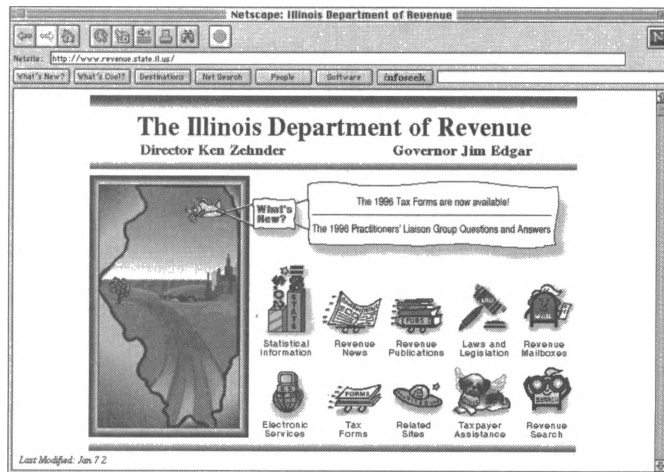 Netscape: Illinois Department of Revenue
Netsite: http://www.revenue.state.il.us/
What's New? What's Cool? Destinations Net Search People Software infoseek
The Illinois Department of Revenue
Director Ken Zehnder Governor Jim Edgar
What's New?
The 1996 Tax Forms are now available!
The 1996 Practitioners' Liaison Group Questions and Answers
STATS
PUBS
Statistical Information
Revenue News
Revenue Publications
Laws and Legislation
Revenue Mailboxes
FORMS
SEARCH
Electronic Services
Tax Forms
Related Sites
Taxpayer Assistance
Revenue Search
Last Modified: Jan 7 2